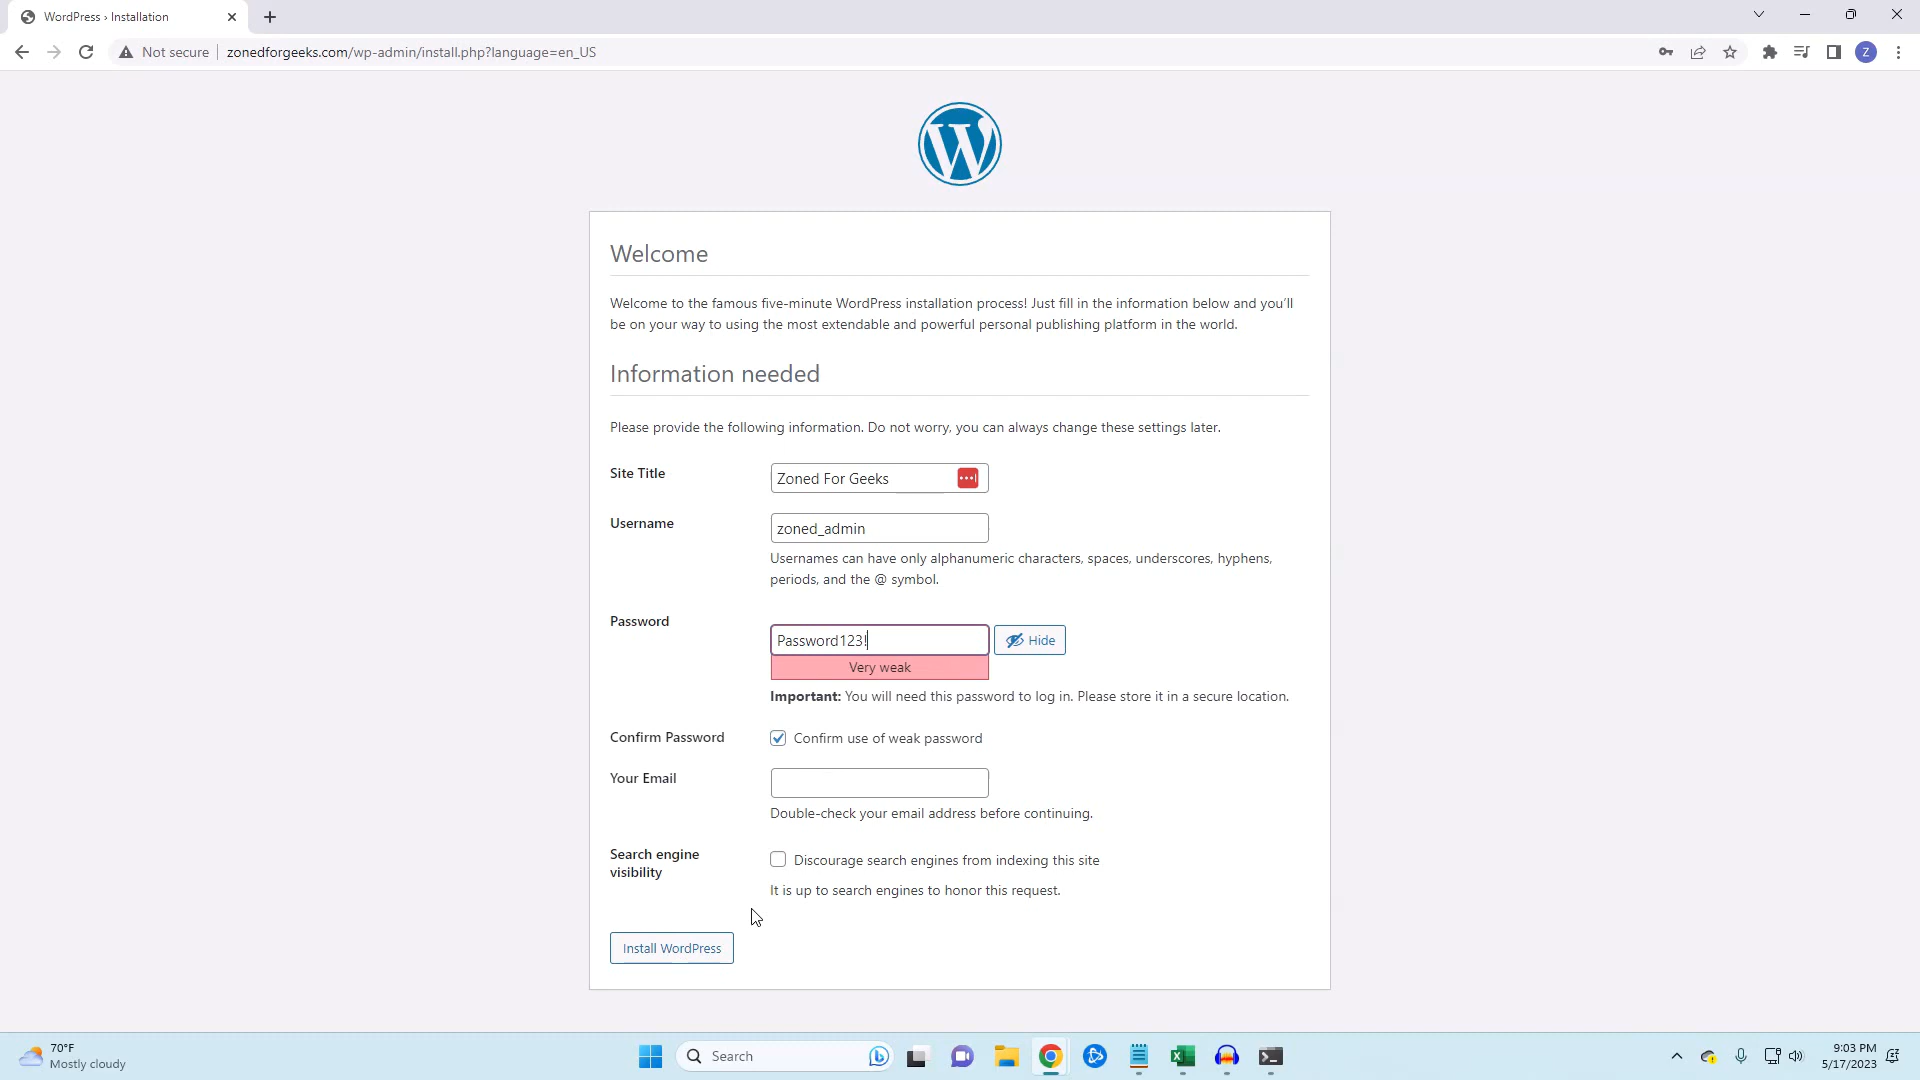 WordPress › Installation
Not secure
zonedforgeeks.com/wp-admin/install.php?language=en_US
Z
W
Welcome
Welcome to the famous five-minute WordPress installation process! Just fill in the information below and you’ll
be on your way to using the most extendable and powerful personal publishing platform in the world.
Information needed
Please provide the following information. Do not worry, you can always change these settings later.
Site Title
Zoned For Geeks
Username
zoned_admin
Usernames can have only alphanumeric characters, spaces, underscores, hyphens,
periods, and the @ symbol.
Password
Password123!
Hide
Very weak
Important: You will need this password to log in. Please store it in a secure location.
Confirm Password
Confirm use of weak password
Your Email
Double-check your email address before continuing.
Search engine
visibility
Discourage search engines from indexing this site
It is up to search engines to honor this request.
Install WordPress
70°F
Mostly cloudy
Search
9:03 PM
5/17/2023